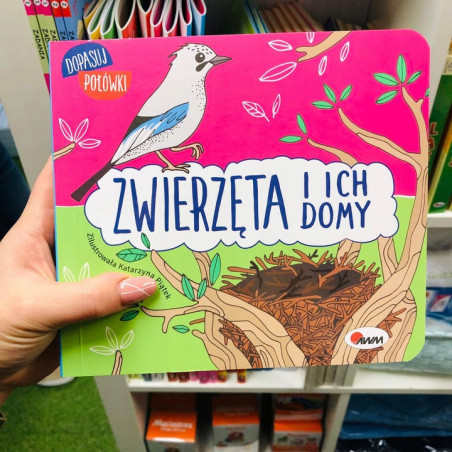 DOPASUJ
POŁÓWKI
ZWIERZĘTA
I ICH
DOMY
Zilustrowała Katarzyna Piątek
AWM